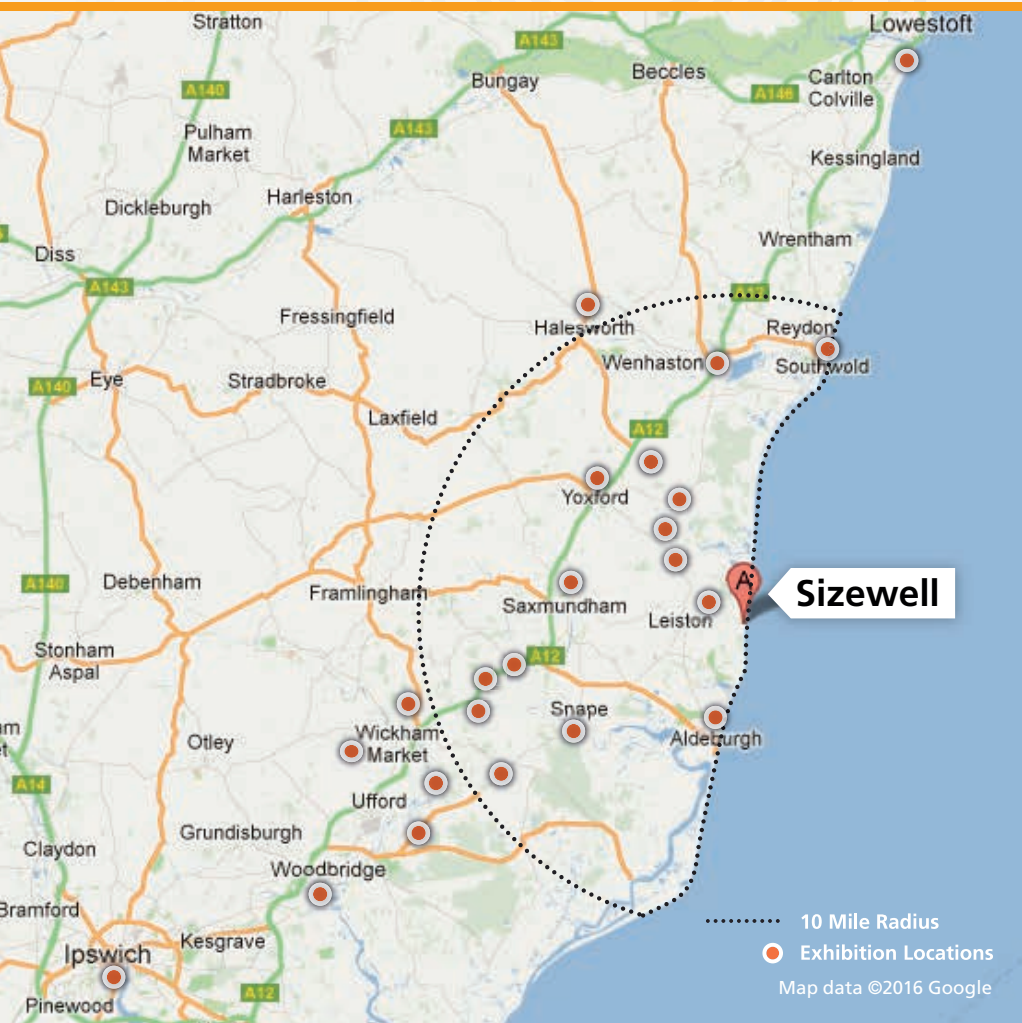 Stratton
Lowestoft
A143
Bungay
Beccles
Carlton
Colville
A140
A146
Pulham
Market
A143
Kessingland
Harleston
Dickleburgh
Wrentham
Diss
A143
A12
Fressingfield
Halesworth
Reydon
Wenhaston
Southwold
A140
Eye
Stradbroke
Laxfield
A12
Yoxford
A140
Debenham
Framlingham
Saxmundham
A
Sizewell
Leiston
Stonham
Aspal
A12
Snape
Wickham
Market
Otley
Aldeburgh
A14
Ufford
Grundisburgh
Claydon
Woodbridge
Bramford
Kesgrave
Ipswich
A12
Pinewood
10 Mile Radius
Exhibition Locations
Map data ©2016 Google